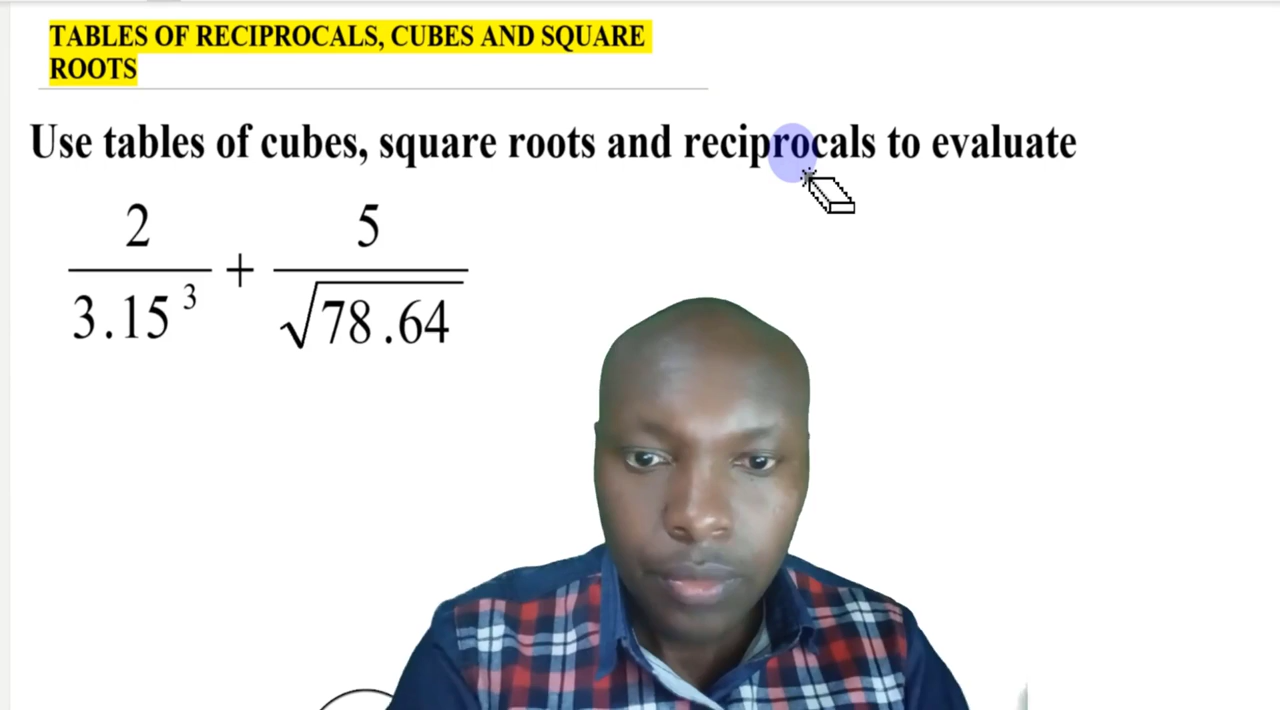 TABLES OF RECIPROCALS, CUBES AND SQUARE
ROOTS
Use tables of cubes, square roots and reciprocals to evaluate
2/3.15³ + 5/√78.64